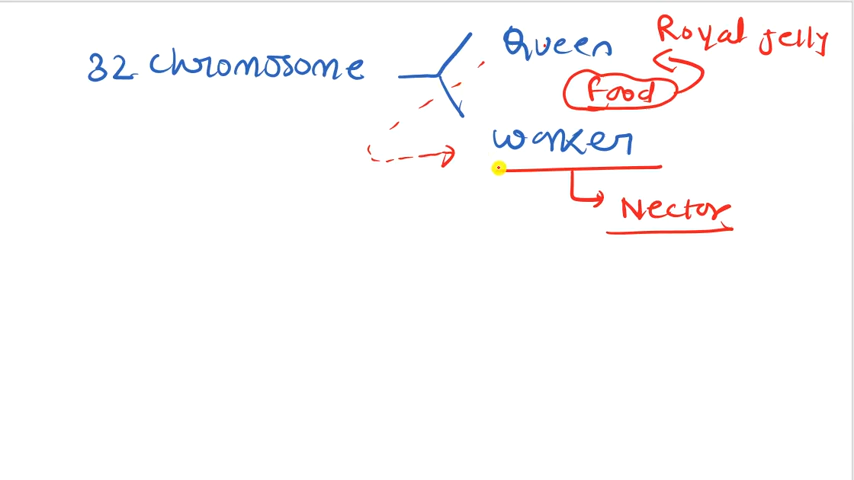 Royal jelly
Queen
32 chromosome
food
worker
Nector